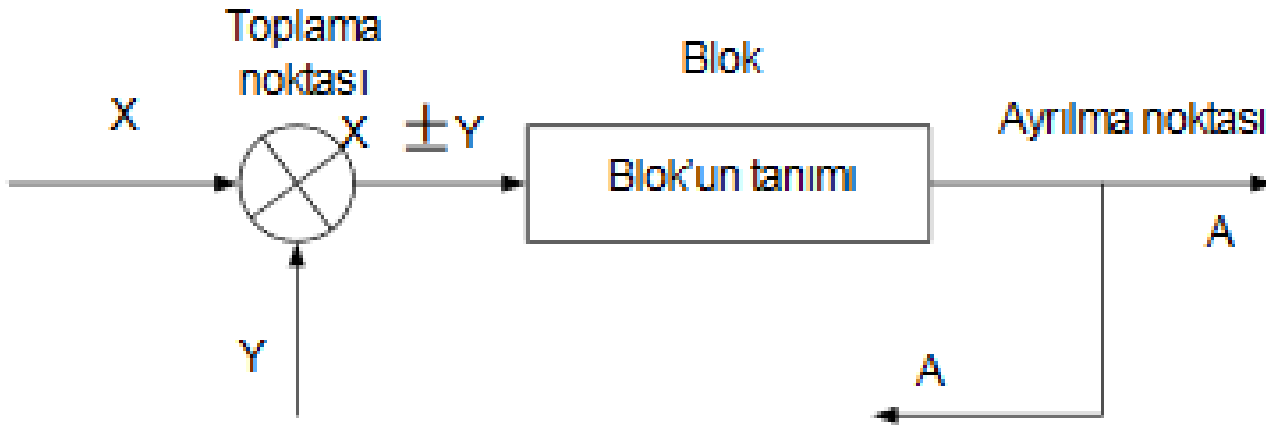 Toplama
noktası
Blok
X
X ± Y
Ayrılma noktası
Blok'un tanımı
A
Y
A